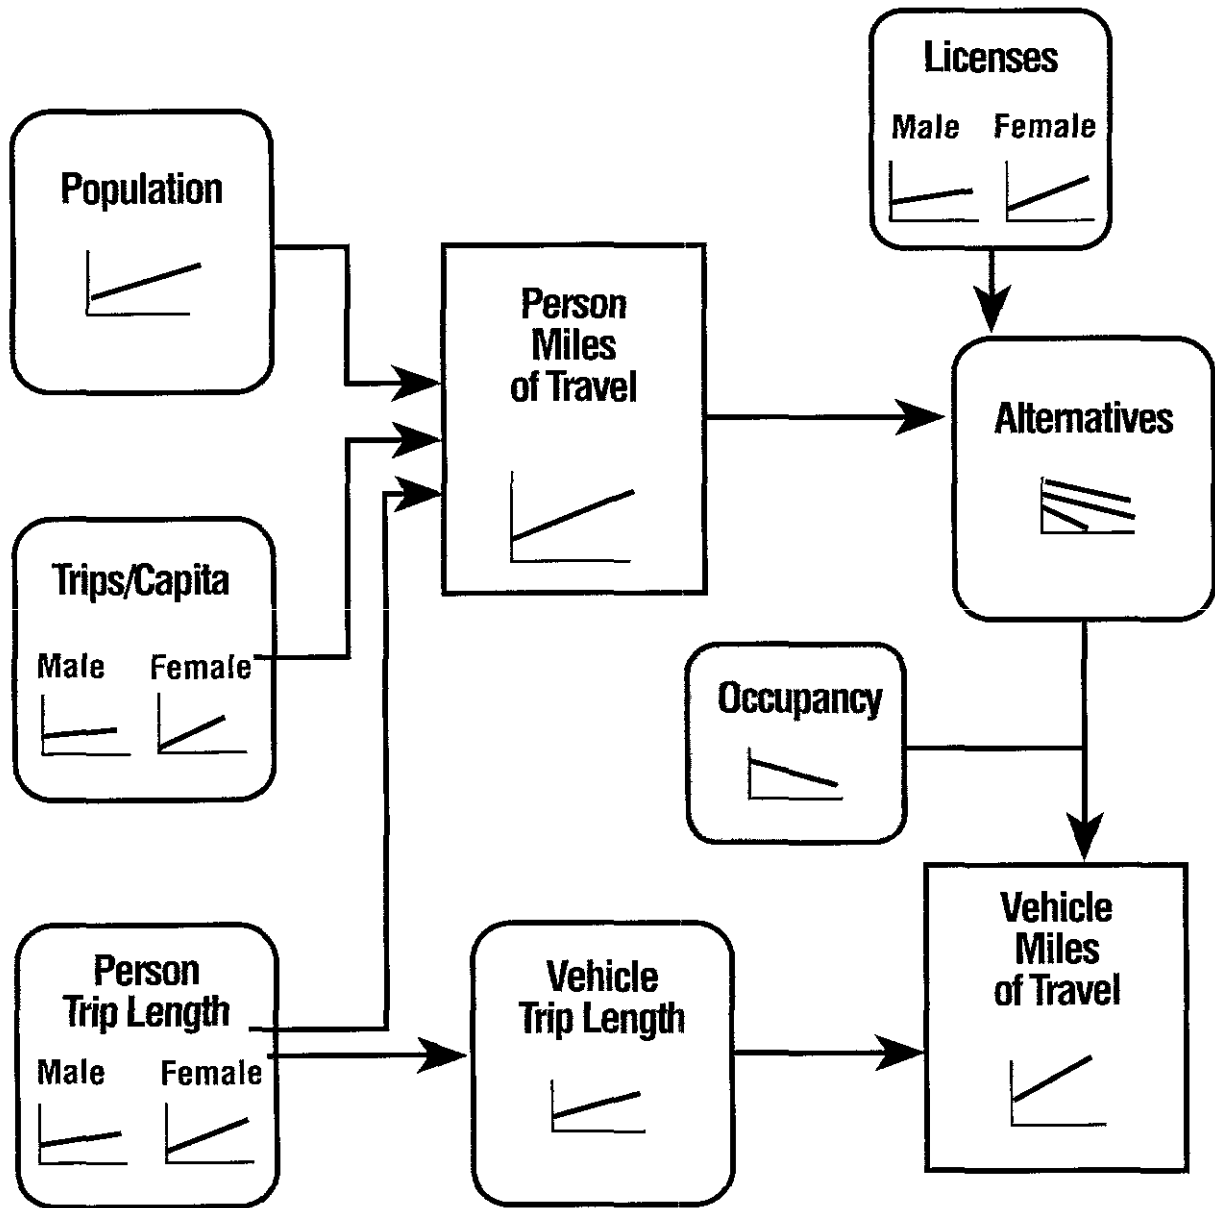 Licenses
Male Female
Population
Person
Miles
of Travel
Alternatives
Trips/Capita
Male Female
Occupancy
Person
Trip Length
Male Female
Vehicle
Trip Length
Vehicle
Miles
of Travel